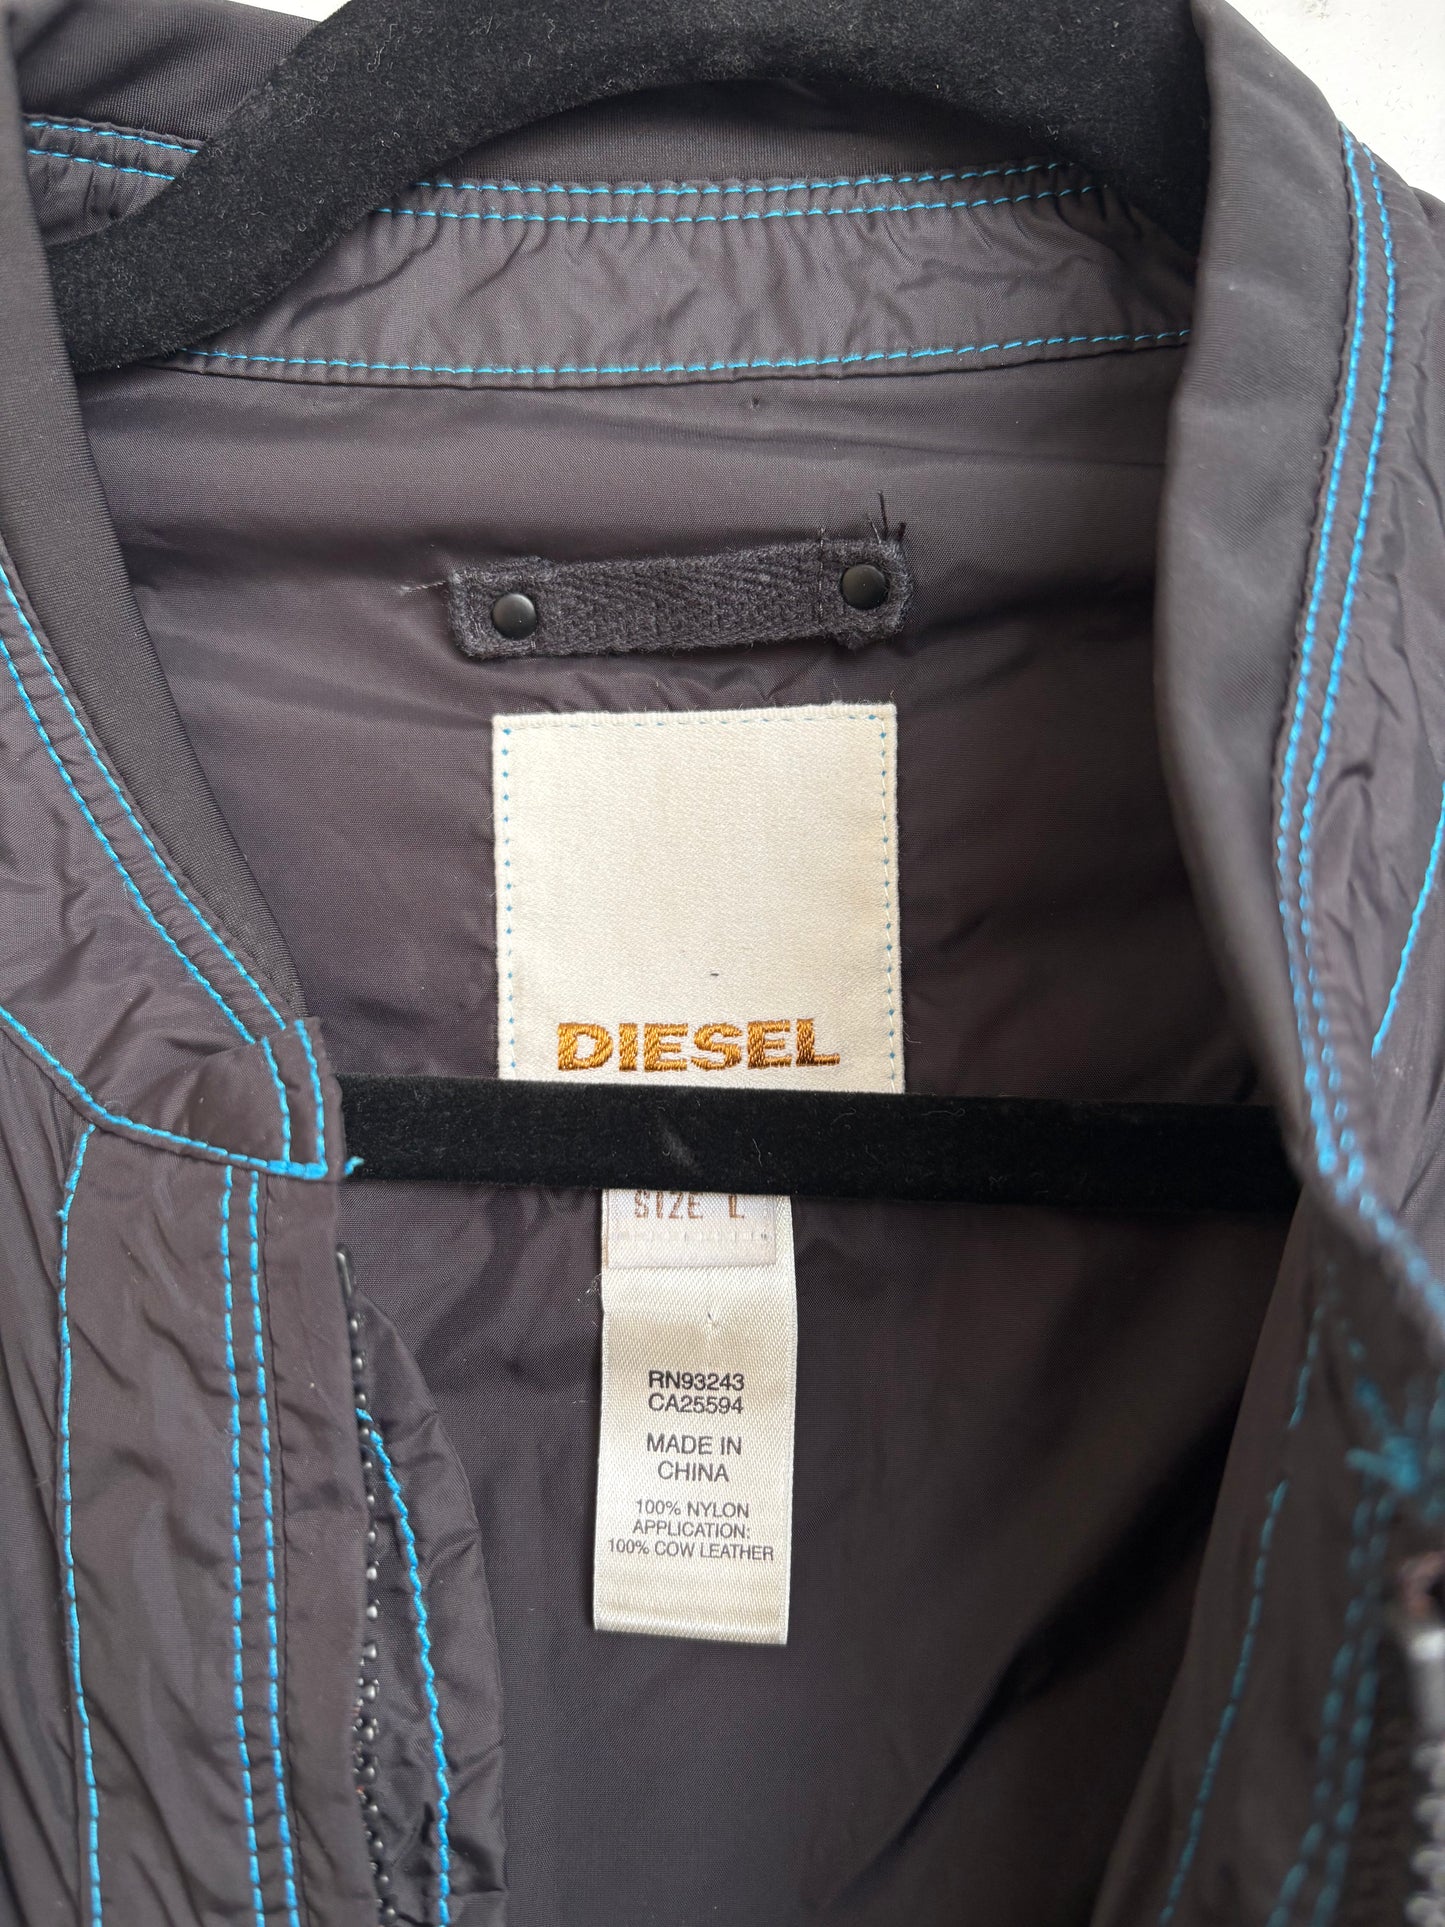 DIESEL
SIZE L
RN93243
CA25594
MADE IN
CHINA
100% NYLON
APPLICATION:
100% COW LEATHER